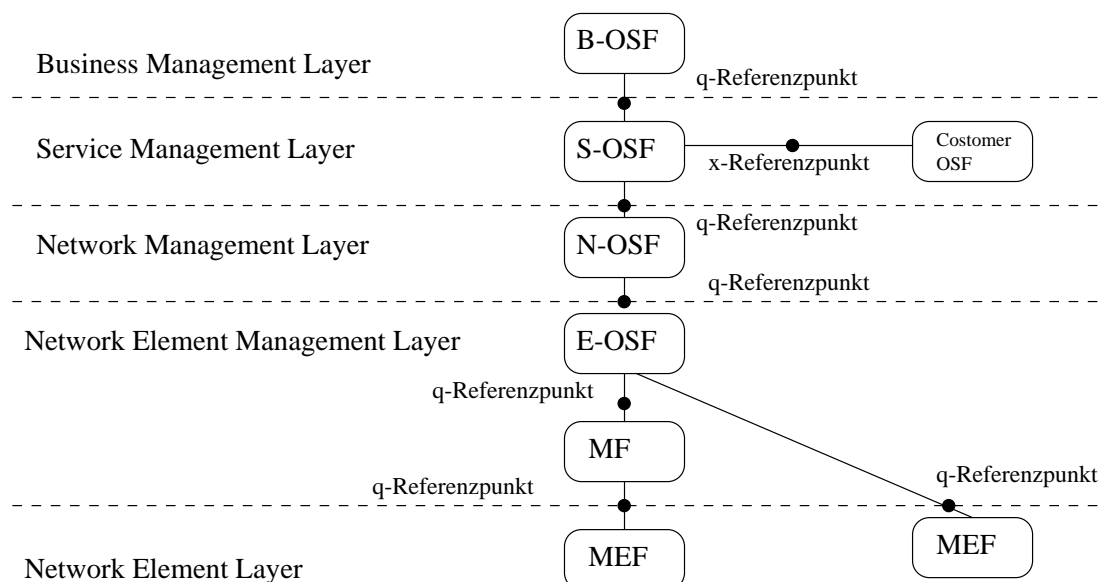 B-OSF
Business Management Layer
q-Referenzpunkt
Service Management Layer
S-OSF
Costomer
OSF
x-Referenzpunkt
q-Referenzpunkt
Network Management Layer
N-OSF
q-Referenzpunkt
Network Element Management Layer
E-OSF
q-Referenzpunkt
MF
q-Referenzpunkt
q-Referenzpunkt
MEF
MEF
Network Element Layer